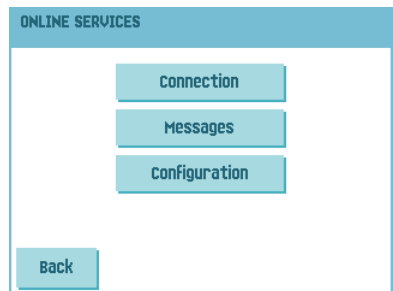 ONLINE SERVICES
Connection
Messages
Configuration
Back